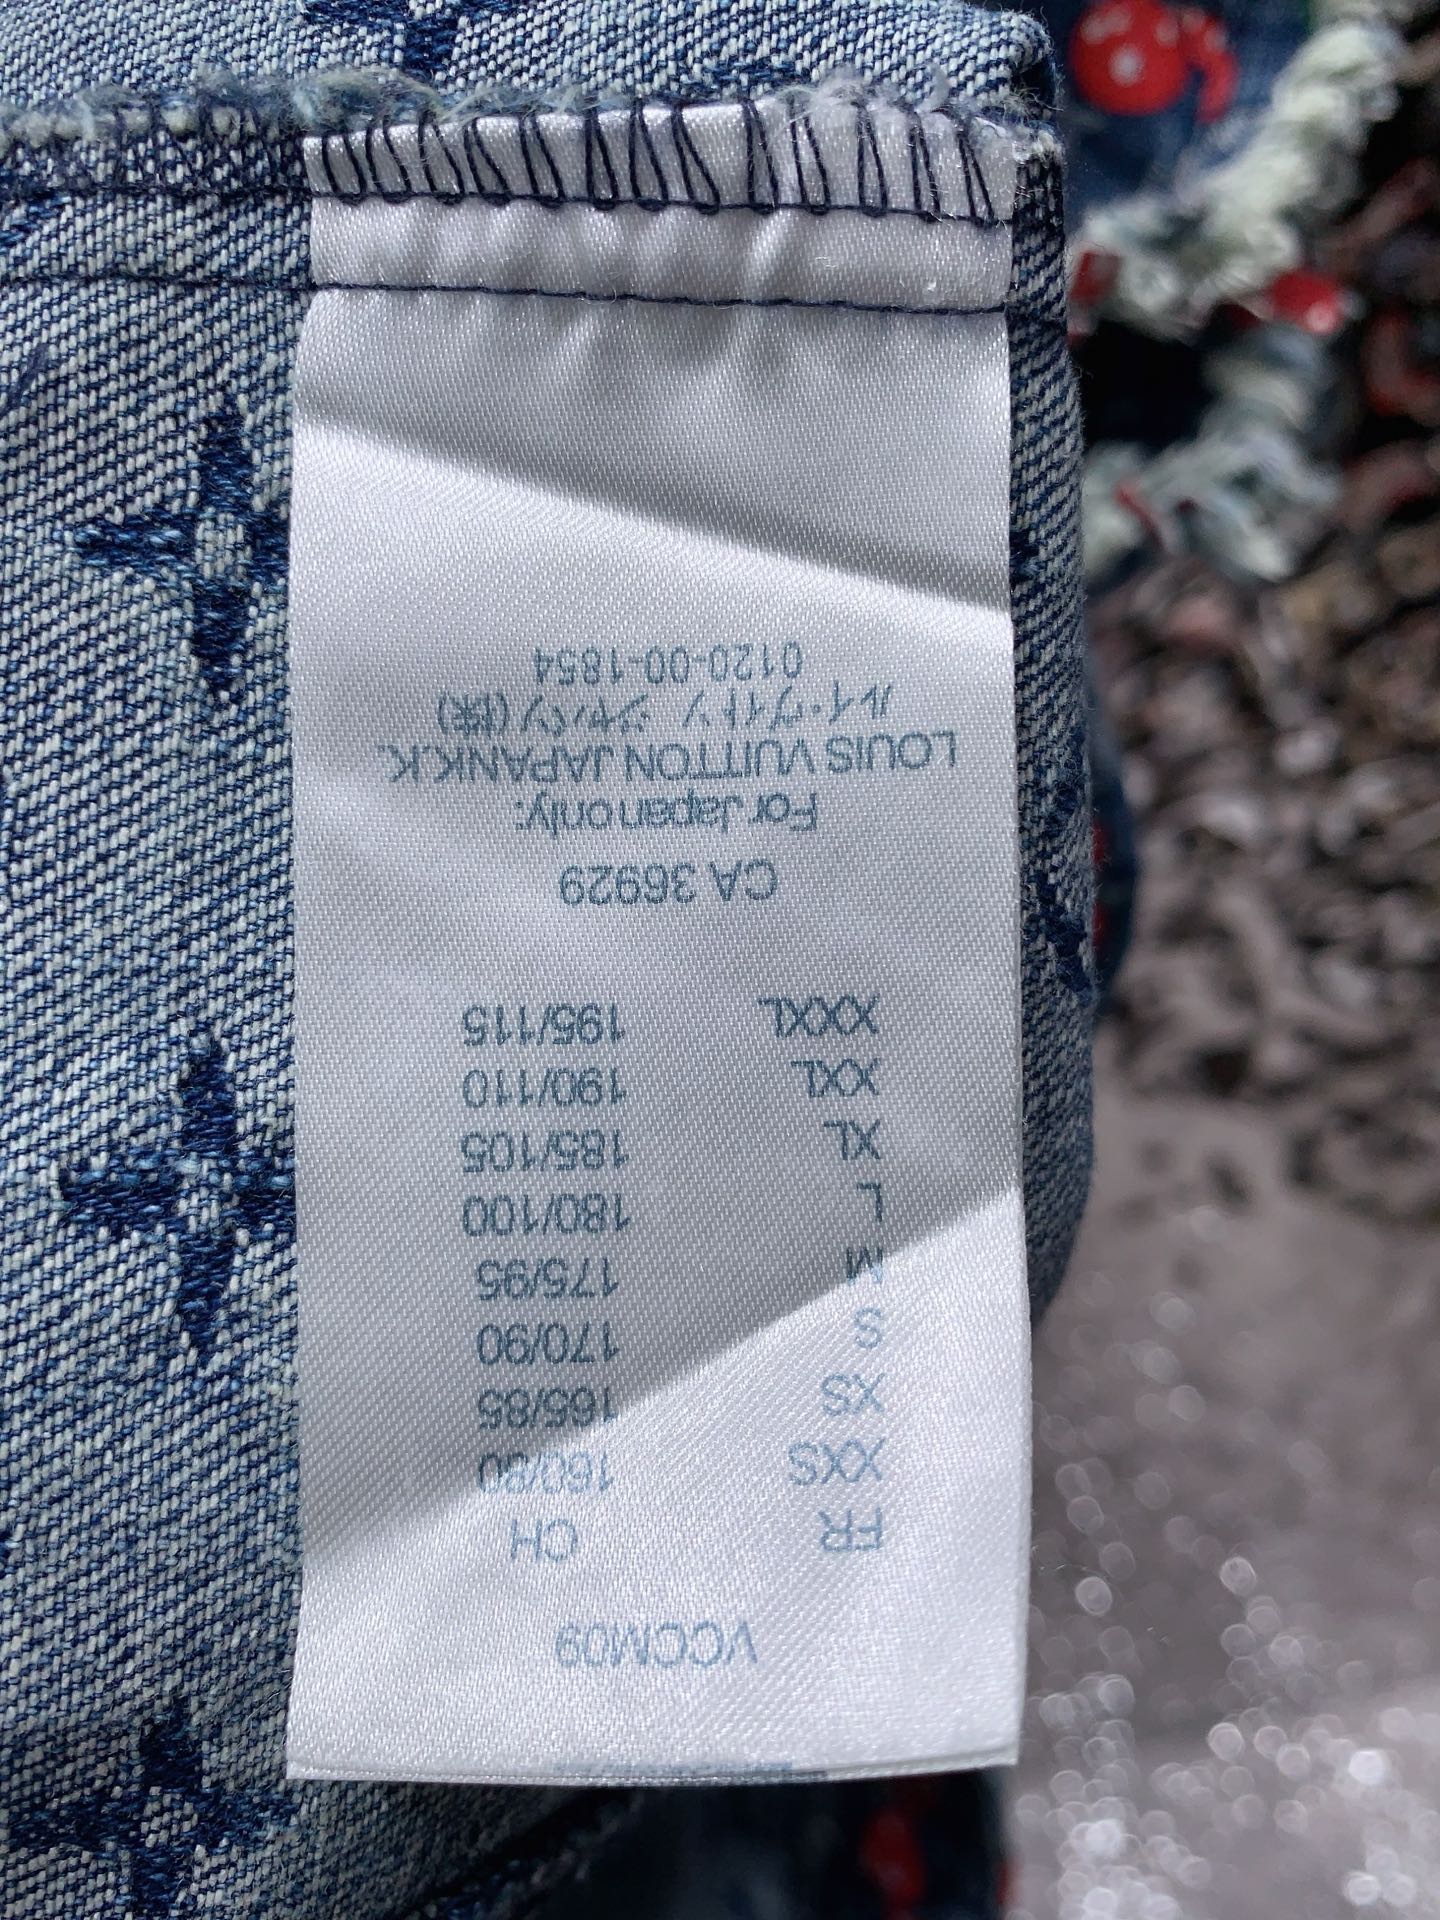 VCCM09
FR CH
XXS 160/80
XS 165/85
S 170/90
M 175/95
L 180/100
XL 185/105
XXL 190/110
XXXL 195/115
CA 36929
For Japan only:
LOUIS VUITTON JAPAN K.K.
ルイ・ヴィトン ジャパン(株)
0120-00-1854